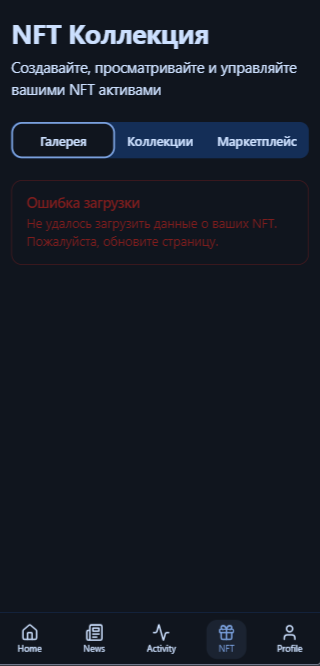 NFT Коллекция
Создавайте, просматривайте и управляйте
вашими NFT активами
Галерея Коллекции Маркетплейс
Ошибка загрузки
Не удалось загрузить данные о ваших NFT.
Пожалуйста, обновите страницу.
Home News Activity NFT Profile